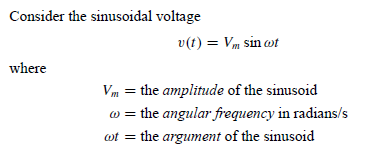 Consider the sinusoidal voltage
v(t) = Vm sin ωt
where
Vm = the amplitude of the sinusoid
ω = the angular frequency in radians/s
ωt = the argument of the sinusoid